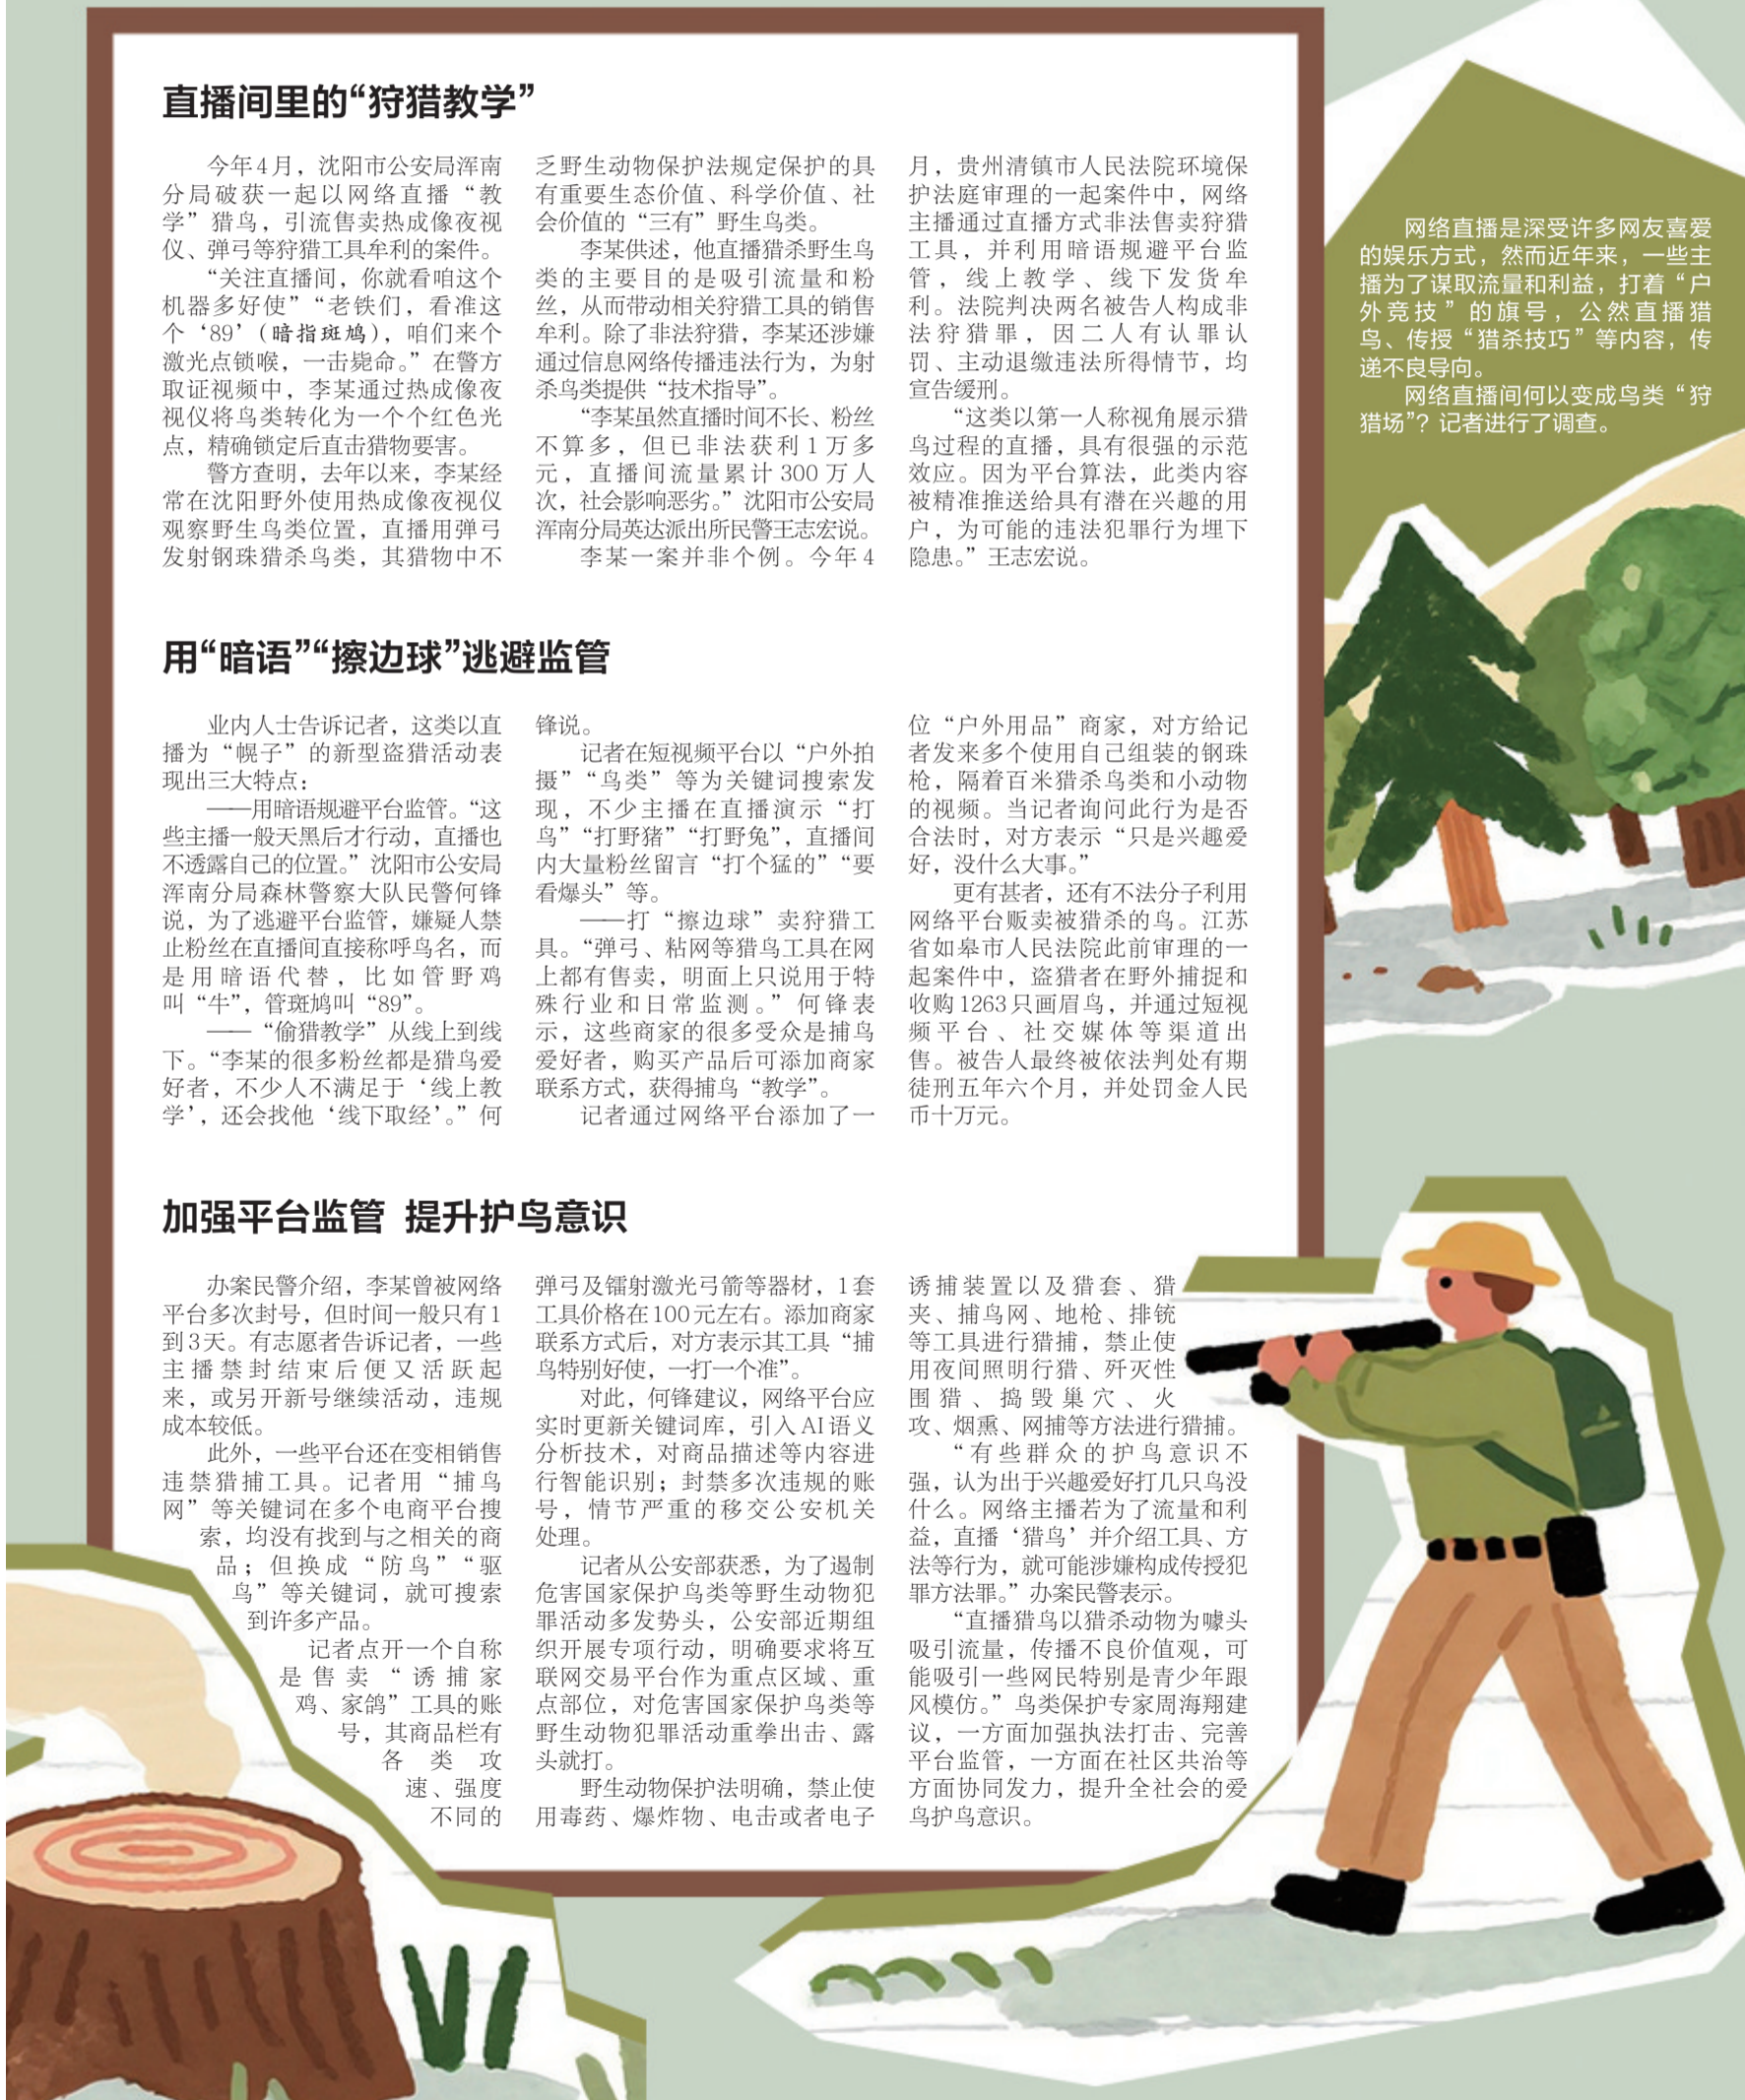 网络直播是深受许多网友喜爱
的娱乐方式，然而近年来，一些主
播为了谋取流量和利益，打着“户
外竞技”的旗号，公然直播猎
鸟、传授“猎杀技巧”等内容，传
递不良导向。
网络直播间何以变成鸟类“狩
猎场”？记者进行了调查。
直播间里的“狩猎教学”
今年4月，沈阳市公安局浑南
分局破获一起以网络直播“教
学”猎鸟，引流售卖热成像夜视
仪、弹弓等狩猎工具牟利的案件。
“关注直播间，你就看咱这个
机器多好使”“老铁们，看准这
个‘89’（暗指斑鸠），咱们来个
激光点锁喉，一击毙命。”在警方
取证视频中，李某通过热成像夜
视仪将鸟类转化为一个个红色光
点，精确锁定后直击猎物要害。
警方查明，去年以来，李某经
常在沈阳野外使用热成像夜视仪
观察野生鸟类位置，直播用弹弓
发射钢珠猎杀鸟类，其猎物中不
乏野生动物保护法规定保护的具
有重要生态价值、科学价值、社
会价值的“三有”野生鸟类。
李某供述，他直播猎杀野生鸟
类的主要目的是吸引流量和粉
丝，从而带动相关狩猎工具的销售
牟利。除了非法狩猎，李某还涉嫌
通过信息网络传播违法行为，为射
杀鸟类提供“技术指导”。
“李某虽然直播时间不长、粉丝
不算多，但已非法获利1万多
元，直播间流量累计300万人
次，社会影响恶劣。”沈阳市公安局
浑南分局英达派出所民警王志宏说。
李某一案并非个例。今年4
月，贵州清镇市人民法院环境保
护法庭审理的一起案件中，网络
主播通过直播方式非法售卖狩猎
工具，并利用暗语规避平台监
管，线上教学、线下发货牟
利。法院判决两名被告人构成非
法狩猎罪，因二人有认罪认
罚、主动退缴违法所得情节，均
宣告缓刑。
“这类以第一人称视角展示猎
鸟过程的直播，具有很强的示范
效应。因为平台算法，此类内容
被精准推送给具有潜在兴趣的用
户，为可能的违法犯罪行为埋下
隐患。”王志宏说。
用“暗语”“擦边球”逃避监管
业内人士告诉记者，这类以直
播为“幌子”的新型盗猎活动表
现出三大特点：
——用暗语规避平台监管。“这
些主播一般天黑后才行动，直播也
不透露自己的位置。”沈阳市公安局
浑南分局森林警察大队民警何锋
说，为了逃避平台监管，嫌疑人禁
止粉丝在直播间直接称呼鸟名，而
是用暗语代替，比如管野鸡
叫“牛”，管斑鸠叫“89”。
——“偷猎教学”从线上到线
下。“李某的很多粉丝都是猎鸟爱
好者，不少人不满足于‘线上教
学’，还会找他‘线下取经’。”何
锋说。
记者在短视频平台以“户外拍
摄”“鸟类”等为关键词搜索发
现，不少主播在直播演示“打
鸟”“打野猪”“打野兔”，直播间
内大量粉丝留言“打个猛的”“要
看爆头”等。
——打“擦边球”卖狩猎工
具。“弹弓、粘网等猎鸟工具在网
上都有售卖，明面上只说用于特
殊行业和日常监测。”何锋表
示，这些商家的很多受众是捕鸟
爱好者，购买产品后可添加商家
联系方式，获得捕鸟“教学”。
记者通过网络平台添加了一
位“户外用品”商家，对方给记
者发来多个使用自己组装的钢珠
枪，隔着百米猎杀鸟类和小动物
的视频。当记者询问此行为是否
合法时，对方表示“只是兴趣爱
好，没什么大事。”
更有甚者，还有不法分子利用
网络平台贩卖被猎杀的鸟。江苏
省如皋市人民法院此前审理的一
起案件中，盗猎者在野外捕捉和
收购1263只画眉鸟，并通过短视
频平台、社交媒体等渠道出
售。被告人最终被依法判处有期
徒刑五年六个月，并处罚金人民
币十万元。
加强平台监管 提升护鸟意识
办案民警介绍，李某曾被网络
平台多次封号，但时间一般只有1
到3天。有志愿者告诉记者，一些
主播禁封结束后便又活跃起
来，或另开新号继续活动，违规
成本较低。
此外，一些平台还在变相销售
违禁猎捕工具。记者用“捕鸟
网”等关键词在多个电商平台搜
索，均没有找到与之相关的商
品；但换成“防鸟”“驱
鸟”等关键词，就可搜索
到许多产品。
记者点开一个自称
是售卖“诱捕家
鸡、家鸽”工具的账
号，其商品栏有
各类攻
速、强度
不同的
弹弓及镭射激光弓箭等器材，1套
工具价格在100元左右。添加商家
联系方式后，对方表示其工具“捕
鸟特别好使，一打一个准”。
对此，何锋建议，网络平台应
实时更新关键词库，引入AI语义
分析技术，对商品描述等内容进
行智能识别；封禁多次违规的账
号，情节严重的移交公安机关
处理。
记者从公安部获悉，为了遏制
危害国家保护鸟类等野生动物犯
罪活动多发势头，公安部近期组
织开展专项行动，明确要求将互
联网交易平台作为重点区域、重
点部位，对危害国家保护鸟类等
野生动物犯罪活动重拳出击、露
头就打。
野生动物保护法明确，禁止使
用毒药、爆炸物、电击或者电子
诱捕装置以及猎套、猎
夹、捕鸟网、地枪、排铳
等工具进行猎捕，禁止使
用夜间照明行猎、歼灭性
围猎、捣毁巢穴、火
攻、烟熏、网捕等方法进行猎捕。
“有些群众的护鸟意识不
强，认为出于兴趣爱好打几只鸟没
什么。网络主播若为了流量和利
益，直播‘猎鸟’并介绍工具、方
法等行为，就可能涉嫌构成传授犯
罪方法罪。”办案民警表示。
“直播猎鸟以猎杀动物为噱头
吸引流量，传播不良价值观，可
能吸引一些网民特别是青少年跟
风模仿。”鸟类保护专家周海翔建
议，一方面加强执法打击、完善
平台监管，一方面在社区共治等
方面协同发力，提升全社会的爱
鸟护鸟意识。